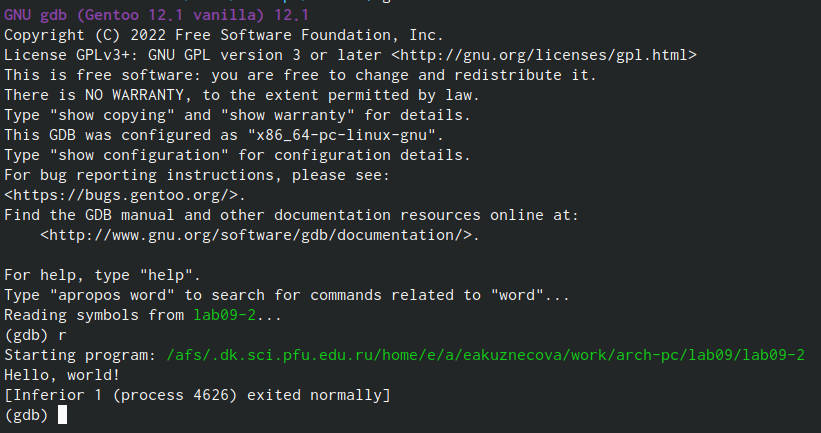 GNU gdb (Gentoo 12.1 vanilla) 12.1
Copyright (C) 2022 Free Software Foundation, Inc.
License GPLv3+: GNU GPL version 3 or later <http://gnu.org/licenses/gpl.html>
This is free software: you are free to change and redistribute it.
There is NO WARRANTY, to the extent permitted by law.
Type "show copying" and "show warranty" for details.
This GDB was configured as "x86_64-pc-linux-gnu".
Type "show configuration" for configuration details.
For bug reporting instructions, please see:
<https://bugs.gentoo.org/>.
Find the GDB manual and other documentation resources online at:
    <http://www.gnu.org/software/gdb/documentation/>.

For help, type "help".
Type "apropos word" to search for commands related to "word"...
Reading symbols from lab09-2...
(gdb) r
Starting program: /afs/.dk.sci.pfu.edu.ru/home/e/a/eakuznecova/work/arch-pc/lab09/lab09-2
Hello, world!
[Inferior 1 (process 4626) exited normally]
(gdb)